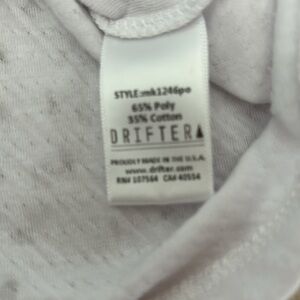 STYLE:mk1246po
65% Poly
35% Cotton
DRIFTER
PROUDLY MADE IN THE U.S.A.
www.drifter.com
RN# 107564 CA# 40554